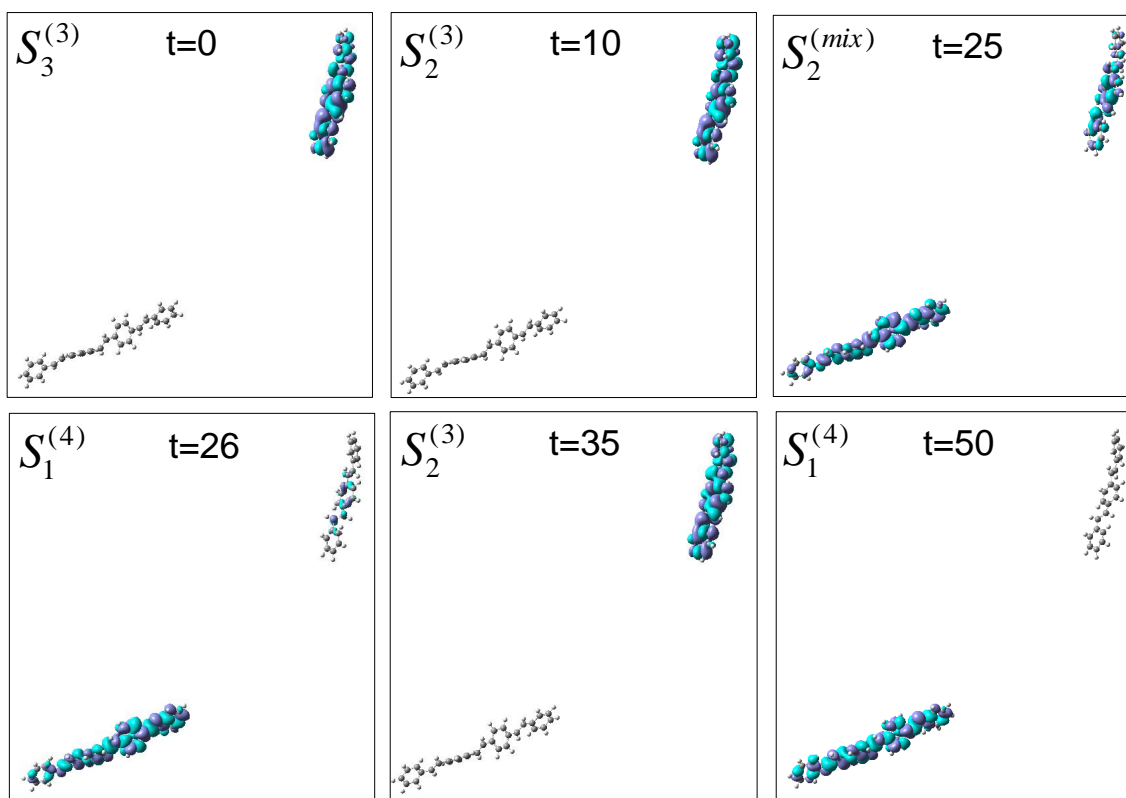 S_3^{(3)} t=0
S_2^{(3)} t=10
S_2^{(mix)} t=25
S_1^{(4)} t=26
S_2^{(3)} t=35
S_1^{(4)} t=50